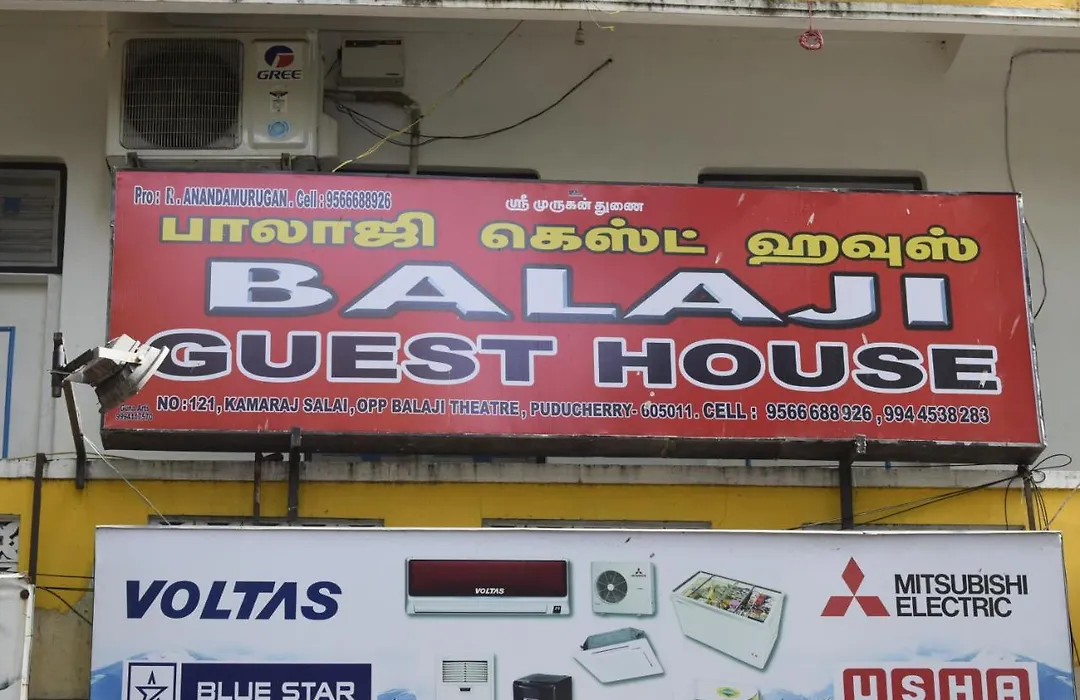 GREE
Pro : R. ANANDAMURUGAN. Cell : 9566688926
ஸ்ரீ முருகன் துணை
பாலாஜி கெஸ்ட் ஹவுஸ்
BALAJI
GUEST HOUSE
NO : 121, KAMARAJ SALAI, OPP BALAJI THEATRE, PUDUCHERRY- 605011. CELL : 9566 688 926 , 994 4538 283
VOLTAS
VOLTAS
MITSUBISHI
ELECTRIC
BLUE STAR
USHA